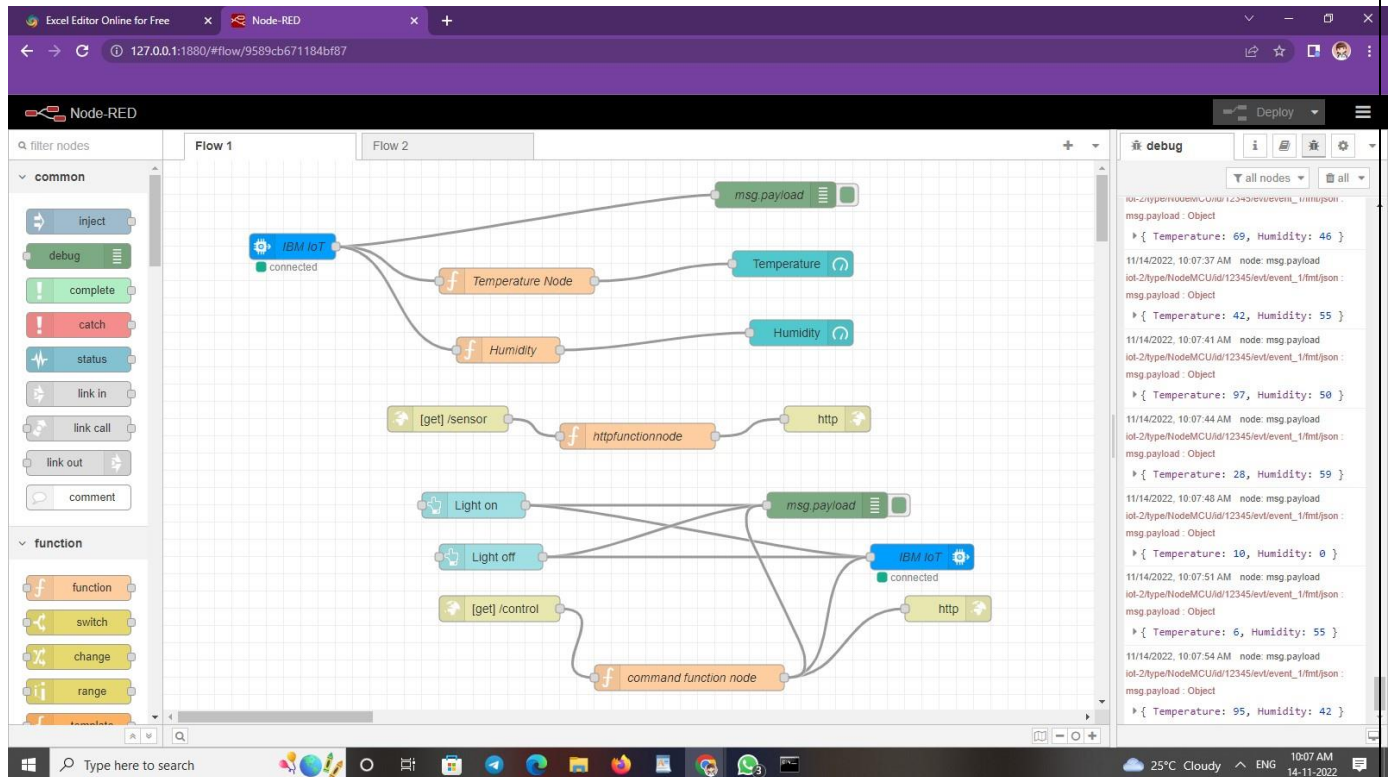 Excel Editor Online for Free
Node-RED
127.0.0.1:1880/#flow/9589cb671184bf87
Node-RED
Deploy
filter nodes
Flow 1
Flow 2
debug
i
all nodes
all
common
inject
debug
complete
catch
status
link in
link call
link out
comment
function
function
switch
change
range
template
msg.payload
IBM IoT
connected
Temperature Node
Temperature
Humidity
Humidity
[get] /sensor
httpfunctionnode
http
Light on
msg.payload
Light off
IBM IoT
connected
[get] /control
http
command function node
iot-2/type/NodeMCU/id/12345/evt/event_1/fmt/json :
msg.payload : Object
{ Temperature: 69, Humidity: 46 }
11/14/2022, 10:07:37 AM node: msg.payload
iot-2/type/NodeMCU/id/12345/evt/event_1/fmt/json :
msg.payload : Object
{ Temperature: 42, Humidity: 55 }
11/14/2022, 10:07:41 AM node: msg.payload
iot-2/type/NodeMCU/id/12345/evt/event_1/fmt/json :
msg.payload : Object
{ Temperature: 97, Humidity: 50 }
11/14/2022, 10:07:44 AM node: msg.payload
iot-2/type/NodeMCU/id/12345/evt/event_1/fmt/json :
msg.payload : Object
{ Temperature: 28, Humidity: 59 }
11/14/2022, 10:07:48 AM node: msg.payload
iot-2/type/NodeMCU/id/12345/evt/event_1/fmt/json :
msg.payload : Object
{ Temperature: 10, Humidity: 0 }
11/14/2022, 10:07:51 AM node: msg.payload
iot-2/type/NodeMCU/id/12345/evt/event_1/fmt/json :
msg.payload : Object
{ Temperature: 6, Humidity: 55 }
11/14/2022, 10:07:54 AM node: msg.payload
iot-2/type/NodeMCU/id/12345/evt/event_1/fmt/json :
msg.payload : Object
{ Temperature: 95, Humidity: 42 }
Type here to search
3
25°C Cloudy
ENG
10:07 AM
14-11-2022